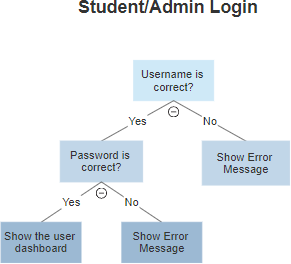 Student/Admin Login
Username is
correct?
Yes
No
Password is
correct?
Show Error
Message
Yes
No
Show the user
dashboard
Show Error
Message